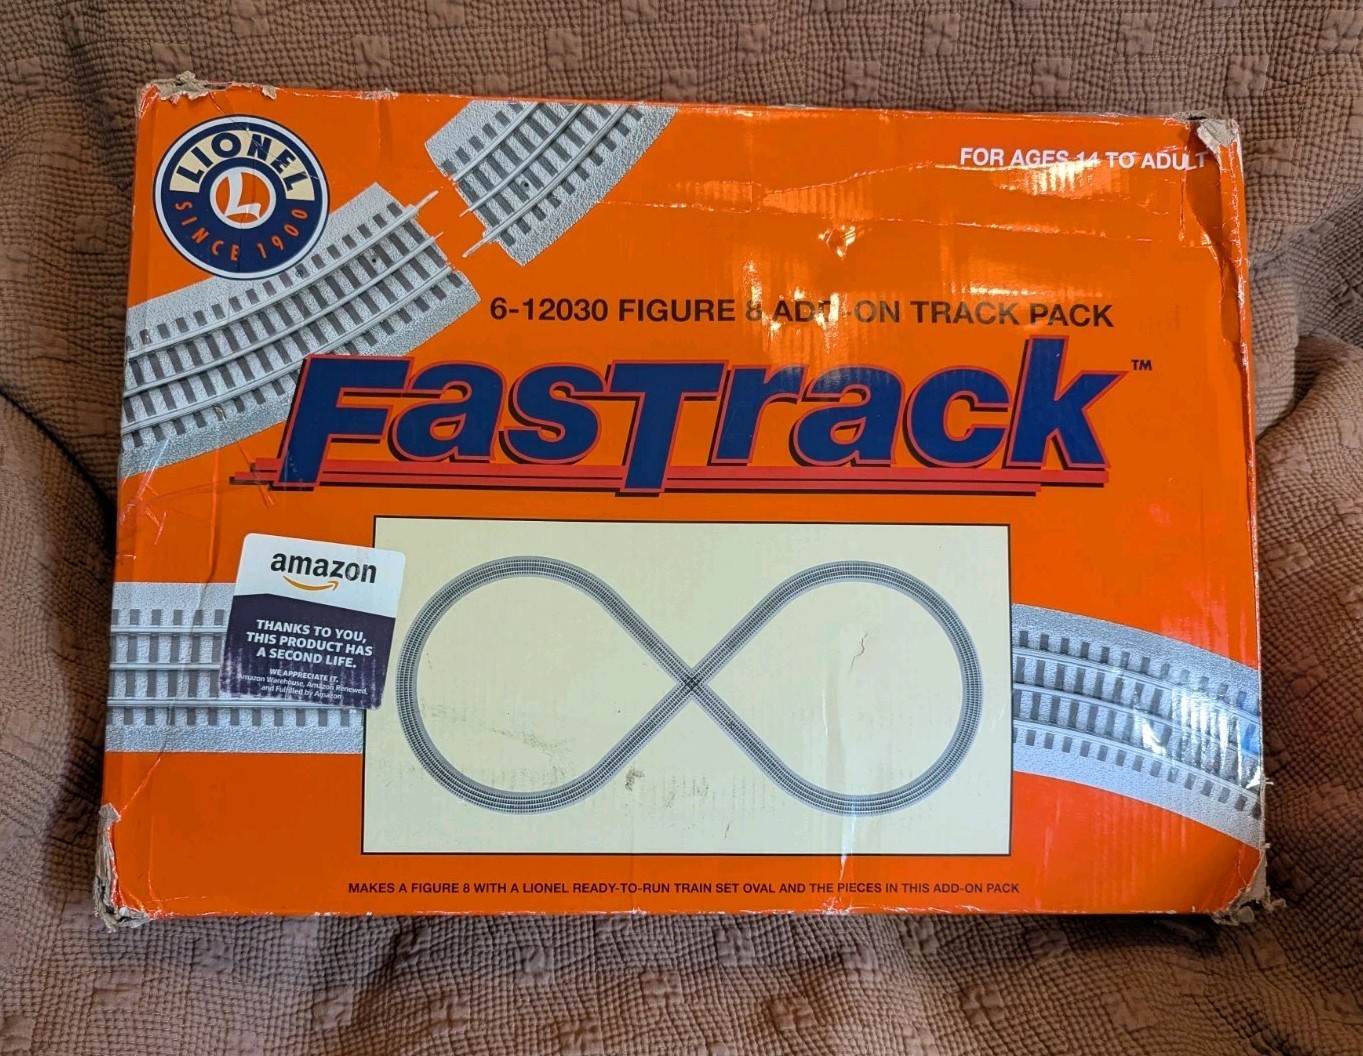 LIONEL
L
SINCE 1900
FOR AGES 14 TO ADULT
6-12030 FIGURE 8 ADD-ON TRACK PACK
FasTrack™
amazon
THANKS TO YOU,
THIS PRODUCT HAS
A SECOND LIFE.
WE APPRECIATE IT.
Amazon Warehouse, Amazon Renewed,
and Fulfilled by Amazon
MAKES A FIGURE 8 WITH A LIONEL READY-TO-RUN TRAIN SET OVAL AND THE PIECES IN THIS ADD-ON PACK